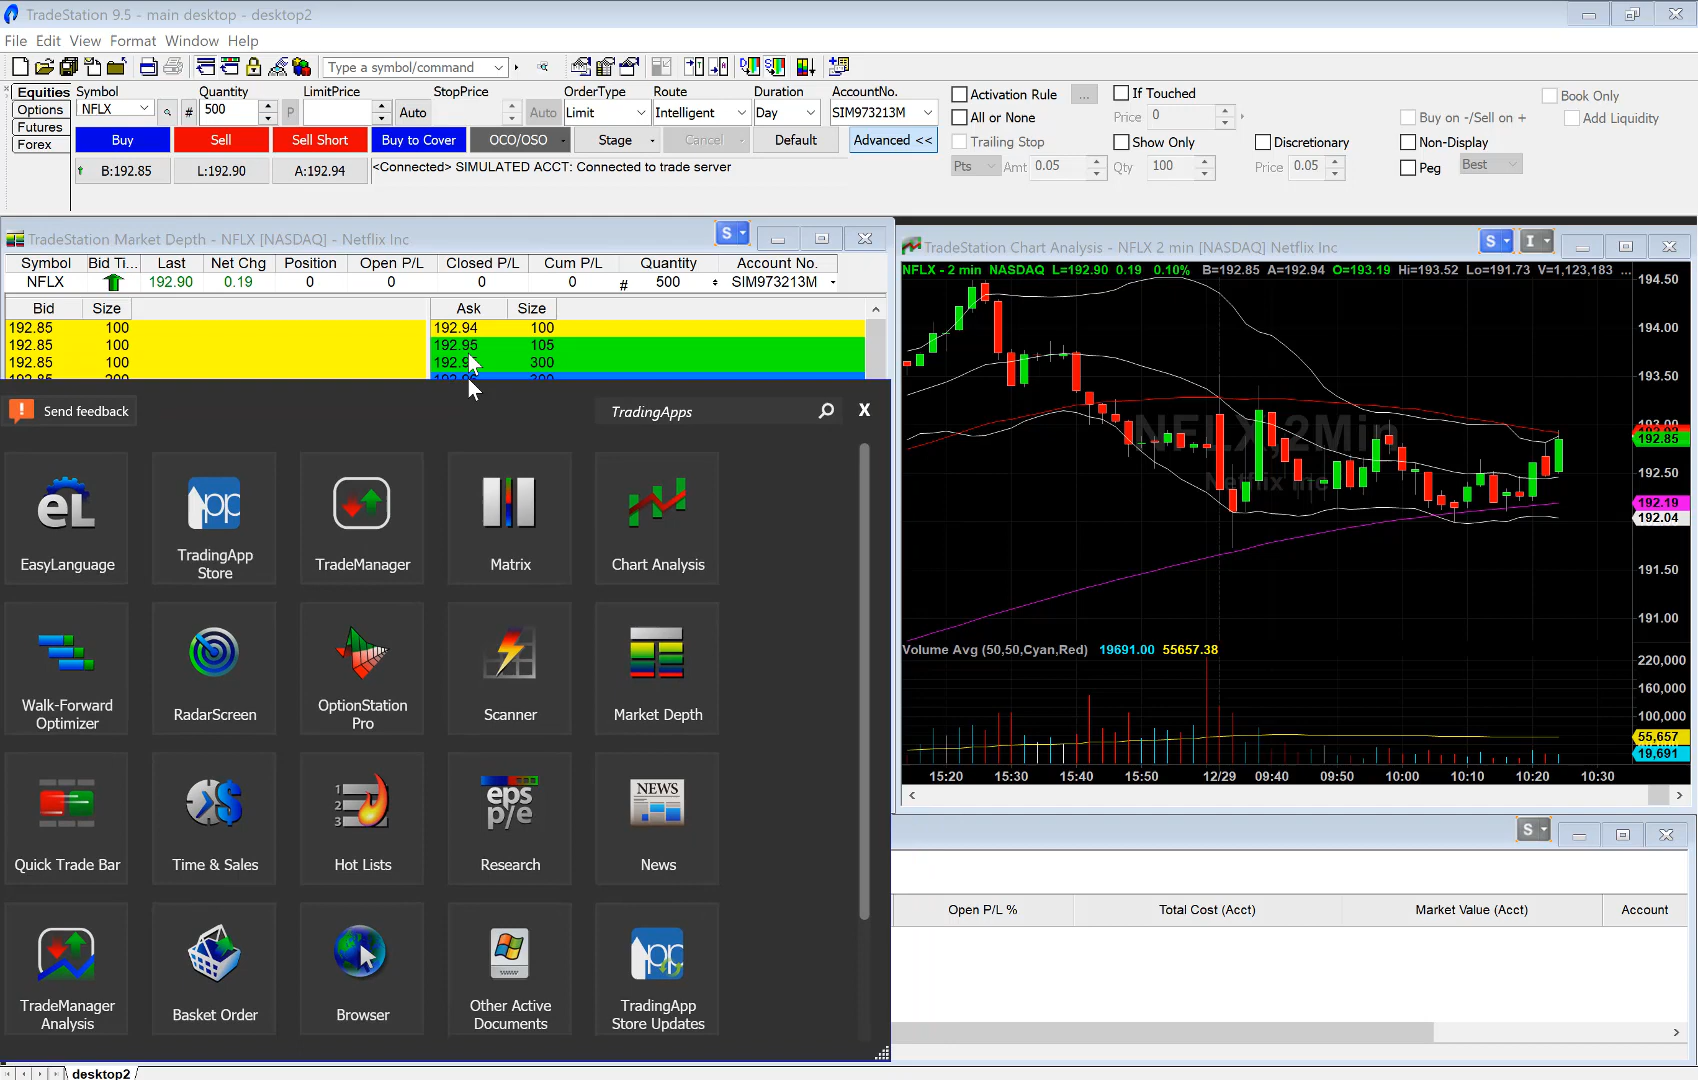 TradeStation 9.5 - main desktop - desktop2
File Edit View Format Window Help
Type a symbol/command
Equities
Options
Futures
Forex
Symbol Quantity LimitPrice StopPrice OrderType Route Duration AccountNo.
NFLX # 500 P Auto Auto Limit Intelligent Day SIM973213M
Buy Sell Sell Short Buy to Cover OCO/OSO Stage Cancel Default Advanced <<
B:192.85 L:192.90 A:192.94 <Connected> SIMULATED ACCT: Connected to trade server
Activation Rule ... If Touched Book Only
All or None Price 0 Buy on -/Sell on + Add Liquidity
Trailing Stop Show Only Discretionary Non-Display
Pts Amt 0.05 Qty 100 Price 0.05 Peg Best
TradeStation Market Depth - NFLX [NASDAQ] - Netflix Inc S
Symbol Bid Ti... Last Net Chg Position Open P/L Closed P/L Cum P/L Quantity Account No.
NFLX 192.90 0.19 0 0 0 0 # 500 SIM973213M
Bid Size Ask Size
192.85 100 192.94 100
192.85 100 192.95 105
192.85 100 300
Send feedback TradingApps X
EasyLanguage
TradingApp Store
TradeManager
Matrix
Chart Analysis
Walk-Forward Optimizer
RadarScreen
OptionStation Pro
Scanner
Market Depth
Quick Trade Bar
Time & Sales
Hot Lists
eps p/e
Research
NEWS
News
TradeManager Analysis
Basket Order
Browser
Other Active Documents
TradingApp Store Updates
TradeStation Chart Analysis - NFLX 2 min [NASDAQ] Netflix Inc S I
NFLX - 2 min NASDAQ L=192.90 0.19 0.10% B=192.85 A=192.94 O=193.19 Hi=193.52 Lo=191.73 V=1,123,183 ...
NFLX,2Min
Netflix Inc
194.50
194.00
193.50
192.85
192.50
192.19
192.04
191.50
191.00
Volume Avg (50,50,Cyan,Red) 19691.00 55657.38
220,000
160,000
100,000
55,657
19,691
15:20 15:30 15:40 15:50 12/29 09:40 09:50 10:00 10:10 10:20 10:30
S
Open P/L % Total Cost (Acct) Market Value (Acct) Account
desktop2